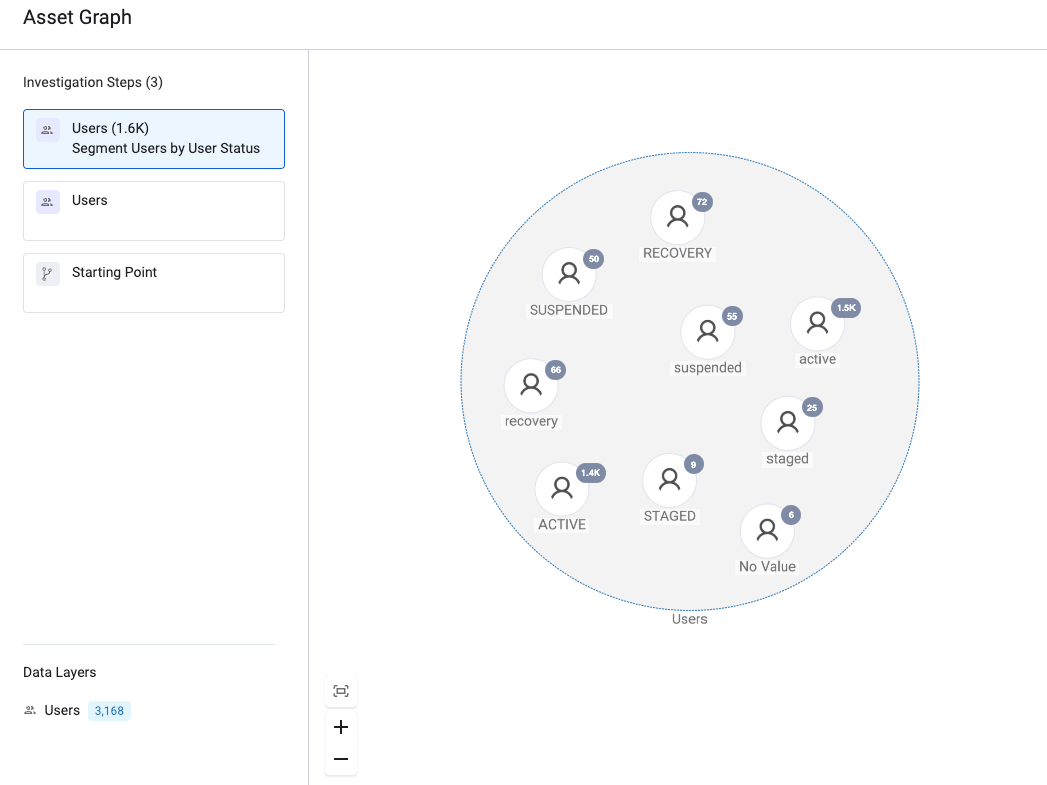 Asset Graph
Investigation Steps (3)
Users (1.6K)
Segment Users by User Status
Users
Starting Point
72
RECOVERY
50
SUSPENDED
55
suspended
1.5K
active
66
recovery
25
staged
1.4K
ACTIVE
9
STAGED
6
No Value
Users
Data Layers
Users 3,168